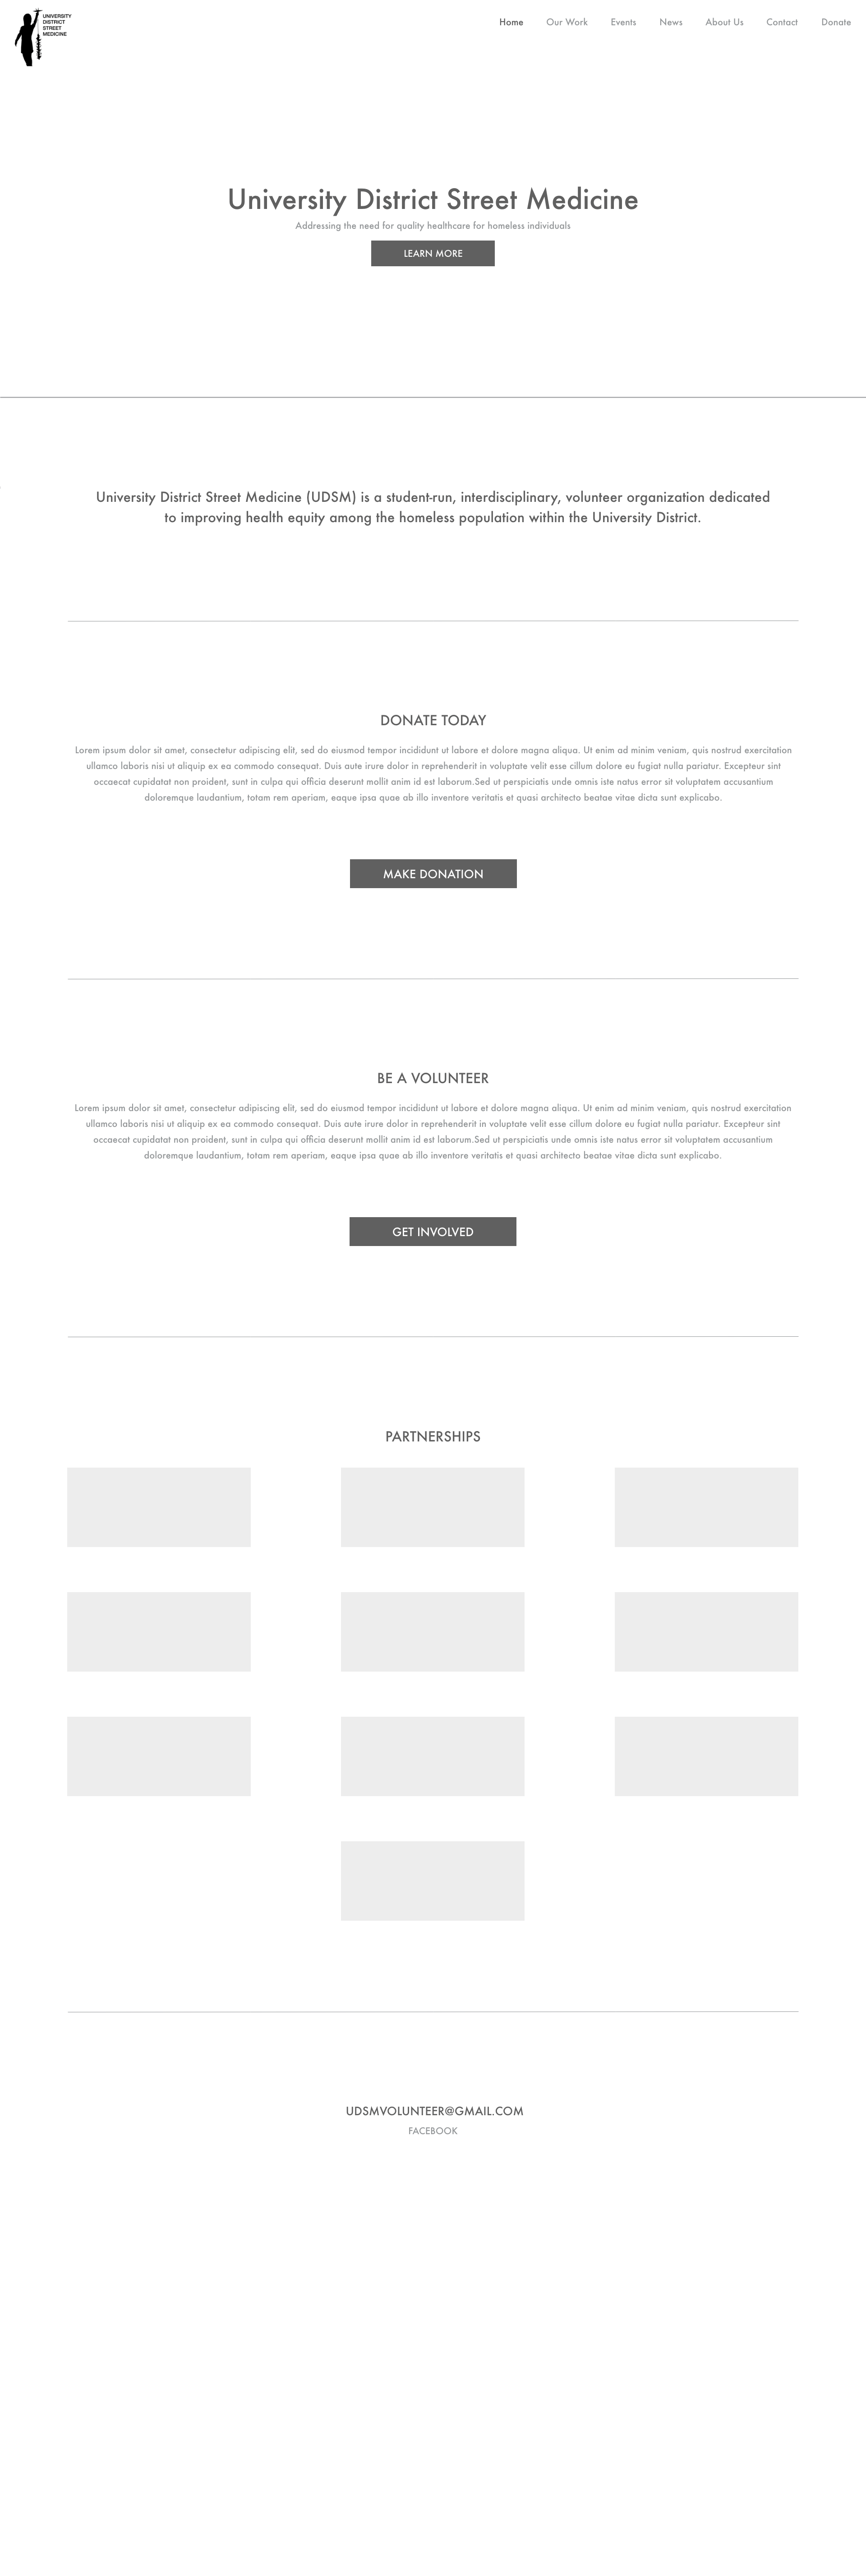 UNIVERSITY
DISTRICT
STREET
MEDICINE
Home Our Work Events News About Us Contact Donate
University District Street Medicine
Addressing the need for quality healthcare for homeless individuals
LEARN MORE
University District Street Medicine (UDSM) is a student-run, interdisciplinary, volunteer organization dedicated
to improving health equity among the homeless population within the University District.
DONATE TODAY
Lorem ipsum dolor sit amet, consectetur adipiscing elit, sed do eiusmod tempor incididunt ut labore et dolore magna aliqua. Ut enim ad minim veniam, quis nostrud exercitation
ullamco laboris nisi ut aliquip ex ea commodo consequat. Duis aute irure dolor in reprehenderit in voluptate velit esse cillum dolore eu fugiat nulla pariatur. Excepteur sint
occaecat cupidatat non proident, sunt in culpa qui officia deserunt mollit anim id est laborum.Sed ut perspiciatis unde omnis iste natus error sit voluptatem accusantium
doloremque laudantium, totam rem aperiam, eaque ipsa quae ab illo inventore veritatis et quasi architecto beatae vitae dicta sunt explicabo.
MAKE DONATION
BE A VOLUNTEER
Lorem ipsum dolor sit amet, consectetur adipiscing elit, sed do eiusmod tempor incididunt ut labore et dolore magna aliqua. Ut enim ad minim veniam, quis nostrud exercitation
ullamco laboris nisi ut aliquip ex ea commodo consequat. Duis aute irure dolor in reprehenderit in voluptate velit esse cillum dolore eu fugiat nulla pariatur. Excepteur sint
occaecat cupidatat non proident, sunt in culpa qui officia deserunt mollit anim id est laborum.Sed ut perspiciatis unde omnis iste natus error sit voluptatem accusantium
doloremque laudantium, totam rem aperiam, eaque ipsa quae ab illo inventore veritatis et quasi architecto beatae vitae dicta sunt explicabo.
GET INVOLVED
PARTNERSHIPS
UDSMVOLUNTEER@GMAIL.COM
FACEBOOK